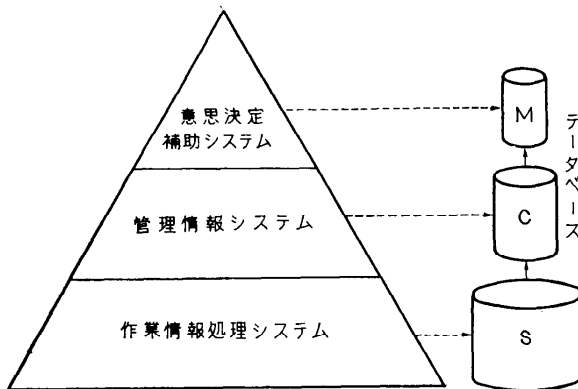 意思決定
補助システム
M
データベース
管理情報システム
C
作業情報処理システム
S